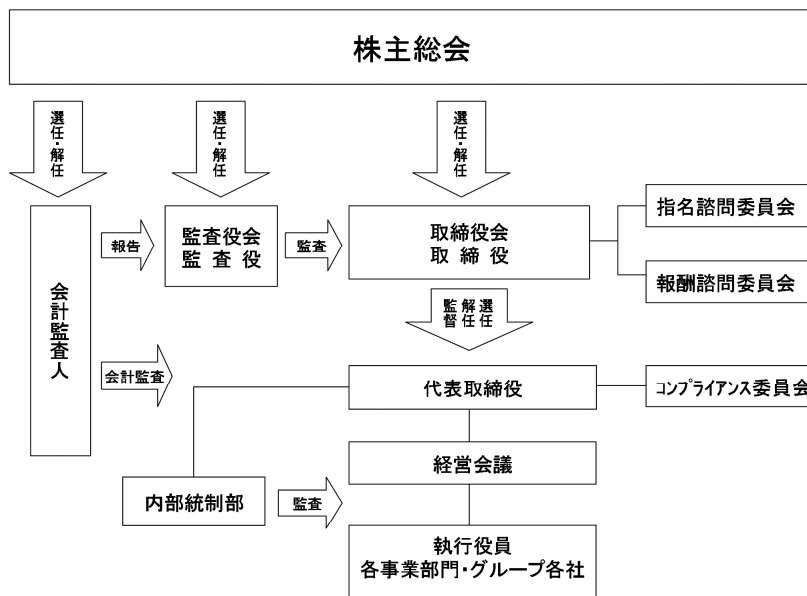 株主総会
選任・解任
選任・解任
選任・解任
会計監査人
報告
監査役会
監査役
監査
取締役会
取締役
指名諮問委員会
報酬諮問委員会
選任
解任
監督
会計監査
代表取締役
コンプライアンス委員会
経営会議
内部統制部
監査
執行役員
各事業部門・グループ各社